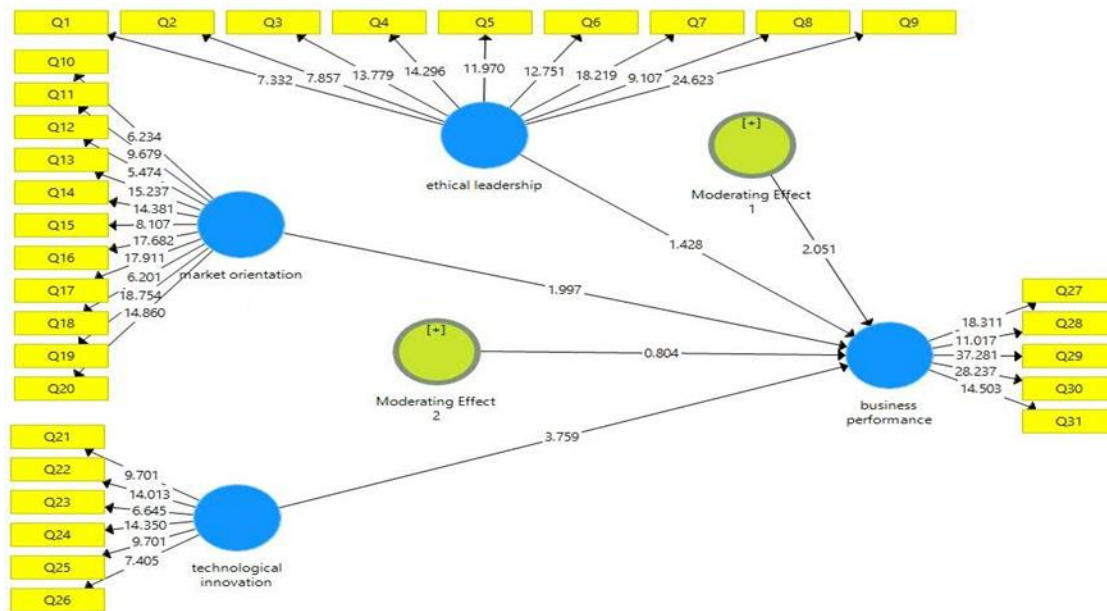 Q1
Q2
Q3
Q4
Q5
Q6
Q7
Q8
Q9
7.332
7.857
13.779
14.296
11.970
12.751
18.219
9.107
24.623
ethical leadership
Q10
Q11
Q12
Q13
Q14
Q15
Q16
Q17
Q18
Q19
Q20
6.234
9.679
5.474
15.237
14.381
8.107
17.682
17.911
6.201
18.754
14.860
market orientation
[+]
Moderating Effect
1
1.428
2.051
1.997
[+]
Moderating Effect
2
0.804
3.759
business
performance
Q27
Q28
Q29
Q30
Q31
18.311
11.017
37.281
28.237
14.503
Q21
Q22
Q23
Q24
Q25
Q26
9.701
14.013
6.645
14.350
9.701
7.405
technological
innovation